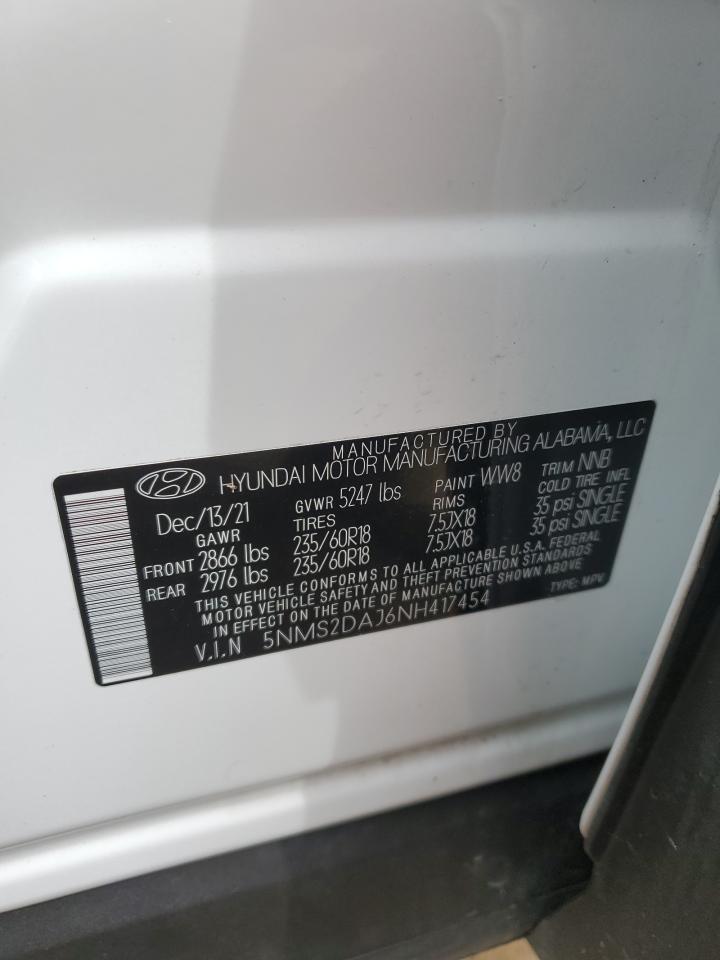 MANUFACTURED BY
HYUNDAI MOTOR MANUFACTURING ALABAMA, LLC
Dec/13/21 GVWR 5247 lbs PAINT WW8 TRIM NNB
GAWR TIRES RIMS COLD TIRE INFL
FRONT 2866 lbs 235/60R18 7.5JX18 35 psi SINGLE
REAR 2976 lbs 235/60R18 7.5JX18 35 psi SINGLE
THIS VEHICLE CONFORMS TO ALL APPLICABLE U.S.A. FEDERAL
MOTOR VEHICLE SAFETY AND THEFT PREVENTION STANDARDS
IN EFFECT ON THE DATE OF MANUFACTURE SHOWN ABOVE
V.I.N 5NMS2DAJ6NH417454 TYPE: MPV